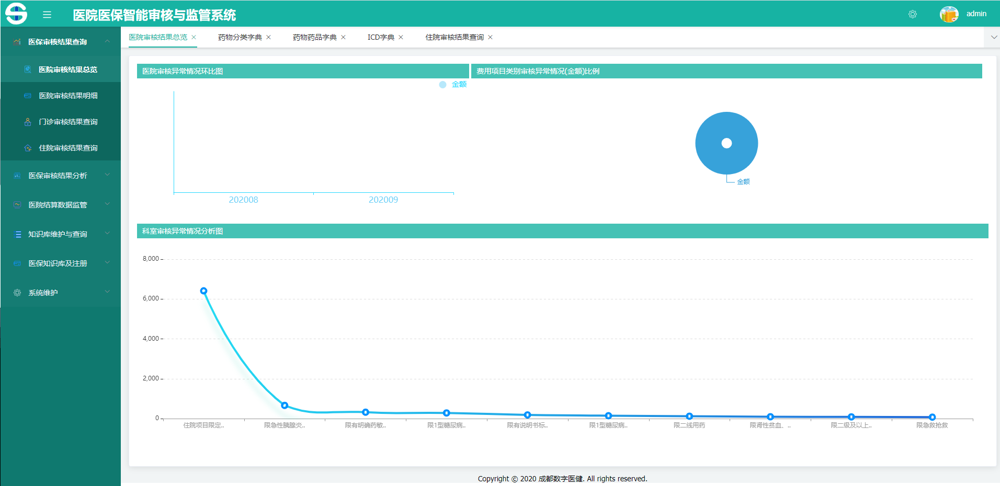 医院医保智能审核与监管系统
admin
医保审核结果查询
医院审核结果总览
医院审核结果明细
门诊审核结果查询
住院审核结果查询
医保审核结果分析
医院结算数据监管
知识库维护与查询
医保知识库及注册
系统维护
医院审核结果总览 药物分类字典 药物药品字典 ICD字典 住院审核结果查询
医院审核异常情况环比图
金额
202008 202009
费用项目类别审核异常情况(金额)比例
金额
科室审核异常情况分析图
8,000
6,000
4,000
2,000
0
住院项目限定.. 限急性胰腺炎.. 限有明确药敏.. 限1型糖尿病.. 限有说明书标.. 限1型糖尿病.. 限二线用药 限肾性贫血、.. 限二级及以上.. 限急救抢救
Copyright © 2020 成都数字医健. All rights reserved.